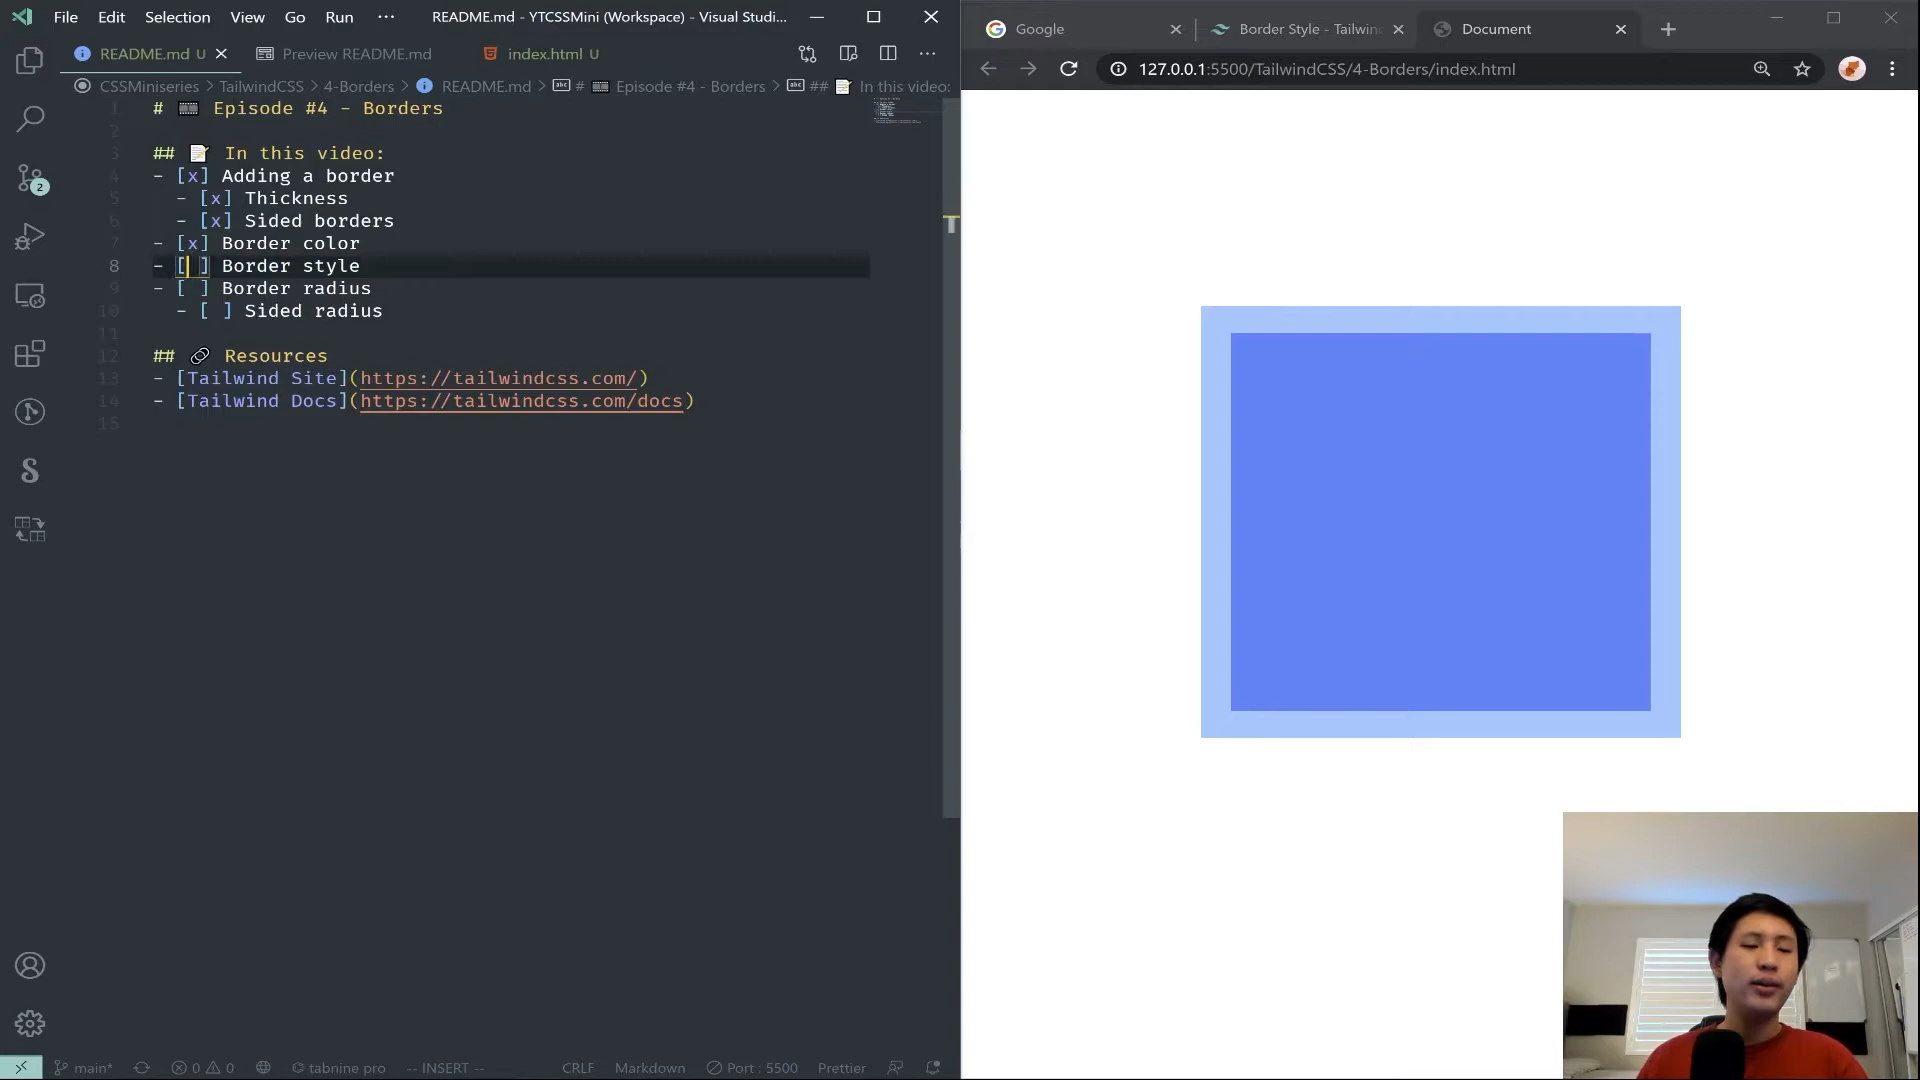 File Edit Selection View Go Run ··· README.md - YTCSSMini (Workspace) - Visual Studi...
README.md U Preview README.md index.html U
CSSMiniseries > TailwindCSS > 4-Borders > README.md > # Episode #4 - Borders > ## In this video:
1 # Episode #4 - Borders
2
3 ## In this video:
4 - [x] Adding a border
5 - [x] Thickness
6 - [x] Sided borders
7 - [x] Border color
8 - [ ] Border style
9 - [ ] Border radius
10 - [ ] Sided radius
11
12 ## Resources
13 - [Tailwind Site](https://tailwindcss.com/)
14 - [Tailwind Docs](https://tailwindcss.com/docs)
15
2
main* 0 0 tabnine pro -- INSERT -- CRLF Markdown Port : 5500 Prettier
Google Border Style - Tailwin Document
127.0.0.1:5500/TailwindCSS/4-Borders/index.html